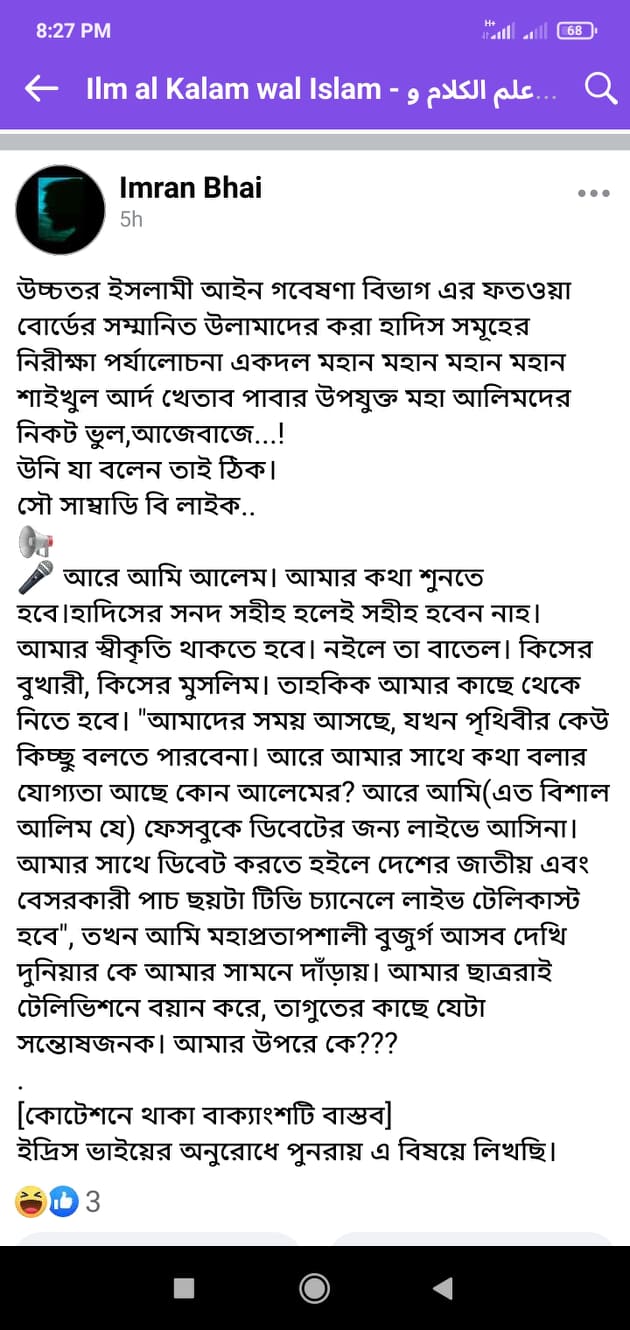 8:27 PM
H+
68
Ilm al Kalam wal Islam - علم الكلام و...
Imran Bhai
5h
উচ্চতর ইসলামী আইন গবেষণা বিভাগ এর ফতওয়া
বোর্ডের সম্মানিত উলামাদের করা হাদিস সমূহের
নিরীক্ষা পর্যালোচনা একদল মহান মহান মহান মহান
শাইখুল আর্দ খেতাব পাবার উপযুক্ত মহা আলিমদের
নিকট ভুল,আজেবাজে...!
উনি যা বলেন তাই ঠিক।
সৌ সাম্বাডি বি লাইক..
📢
🎤 আরে আমি আলেম। আমার কথা শুনতে
হবে।হাদিসের সনদ সহীহ হলেই সহীহ হবেন নাহ।
আমার স্বীকৃতি থাকতে হবে। নইলে তা বাতেল। কিসের
বুখারী, কিসের মুসলিম। তাহকিক আমার কাছে থেকে
নিতে হবে। "আমাদের সময় আসছে, যখন পৃথিবীর কেউ
কিচ্ছু বলতে পারবেনা। আরে আমার সাথে কথা বলার
যোগ্যতা আছে কোন আলেমের? আরে আমি(এত বিশাল
আলিম যে) ফেসবুকে ডিবেটের জন্য লাইভে আসিনা।
আমার সাথে ডিবেট করতে হইলে দেশের জাতীয় এবং
বেসরকারী পাচ ছয়টা টিভি চ্যানেলে লাইভ টেলিকাস্ট
হবে", তখন আমি মহাপ্রতাপশালী বুজুর্গ আসব দেখি
দুনিয়ার কে আমার সামনে দাঁড়ায়। আমার ছাত্ররাই
টেলিভিশনে বয়ান করে, তাগুতের কাছে যেটা
সন্তোষজনক। আমার উপরে কে???
.
[কোটেশনে থাকা বাক্যাংশটি বাস্তব]
ইদ্রিস ভাইয়ের অনুরোধে পুনরায় এ বিষয়ে লিখছি।
3